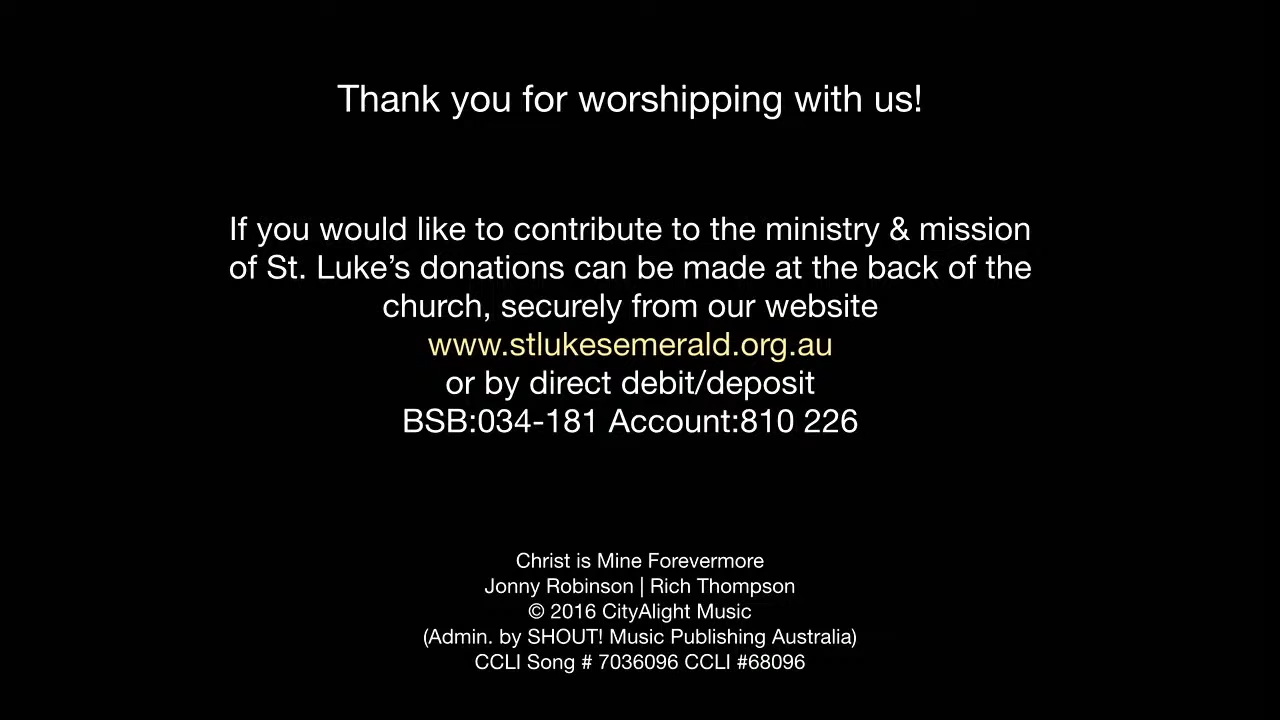 Thank you for worshipping with us!
If you would like to contribute to the ministry & mission
of St. Luke’s donations can be made at the back of the
church, securely from our website
www.stlukesemerald.org.au
or by direct debit/deposit
BSB:034-181 Account:810 226
Christ is Mine Forevermore
Jonny Robinson | Rich Thompson
© 2016 CityAlight Music
(Admin. by SHOUT! Music Publishing Australia)
CCLI Song # 7036096 CCLI #68096